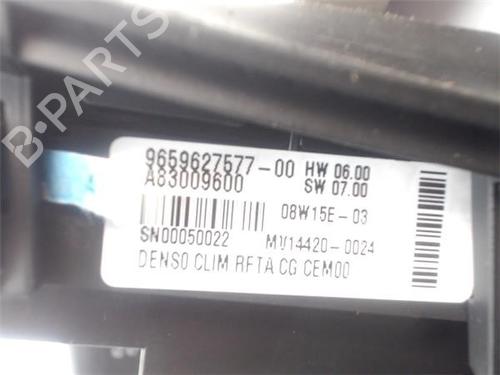 9659627577-00 HW 06.00
A83009600 SW 07.00
08W15E-03
SN00050022 MV14420-0024
DENSO CLIM RFTA CG CEM00
B-PARTS